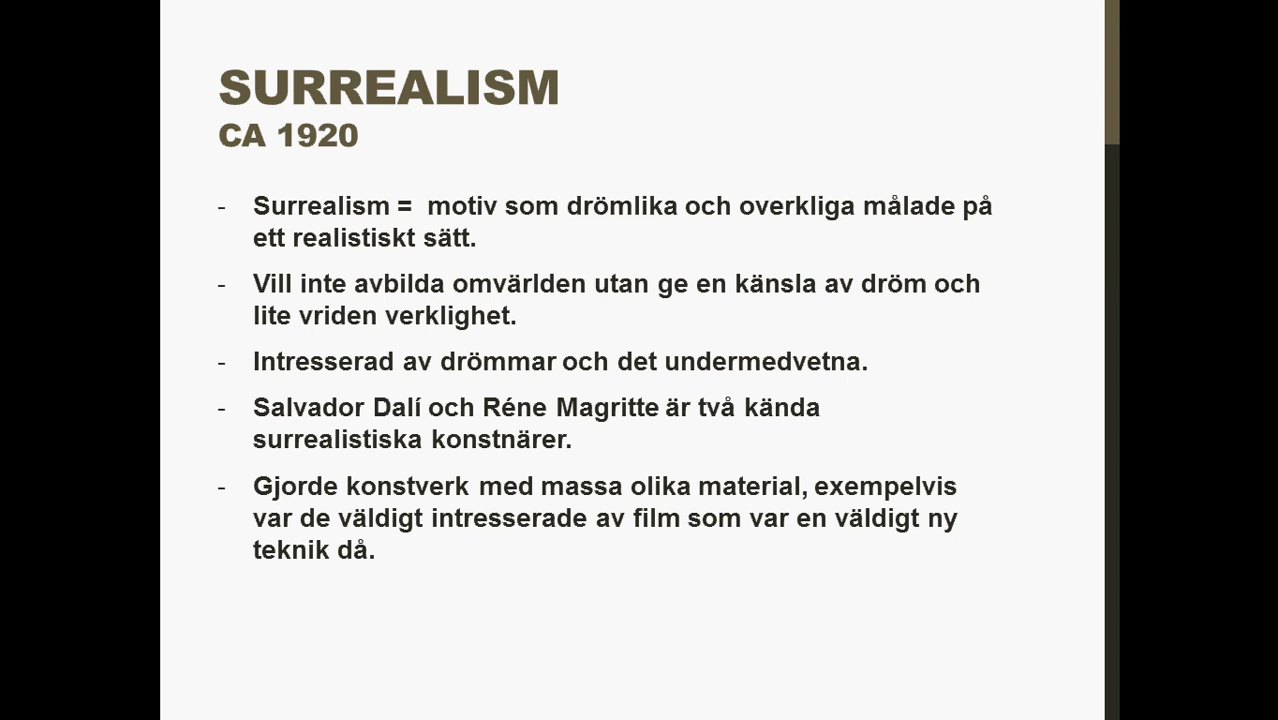 SURREALISM
CA 1920
- Surrealism = motiv som drömlika och overkliga målade på
ett realistiskt sätt.
- Vill inte avbilda omvärlden utan ge en känsla av dröm och
lite vriden verklighet.
- Intresserad av drömmar och det undermedvetna.
- Salvador Dalí och Réne Magritte är två kända
surrealistiska konstnärer.
- Gjorde konstverk med massa olika material, exempelvis
var de väldigt intresserade av film som var en väldigt ny
teknik då.